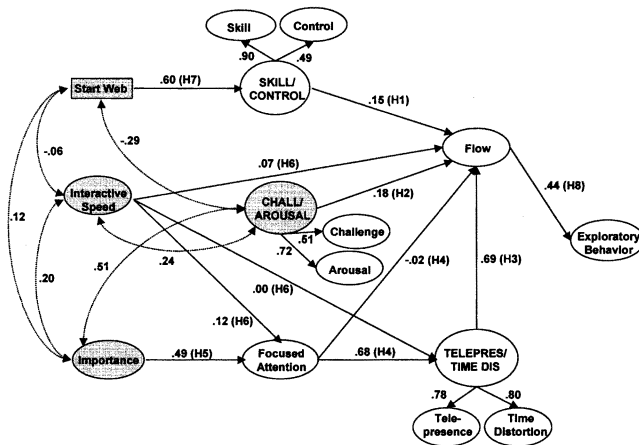 Skill
Control
.90
.49
.60 (H7)
Start Web
SKILL/
CONTROL
.15 (H1)
-.06
-.29
Flow
.07 (H6)
.44 (H8)
Interactive
Speed
CHALL/
AROUSAL
.18 (H2)
.12
.51
Challenge
.72
-.02 (H4)
Exploratory
Behavior
.51
.24
Arousal
.69 (H3)
.20
.00 (H6)
.12 (H6)
Importance
.49 (H5)
Focused
Attention
.68 (H4)
TELEPRES/
TIME DIS
.78
.80
Tele-
presence
Time
Distortion